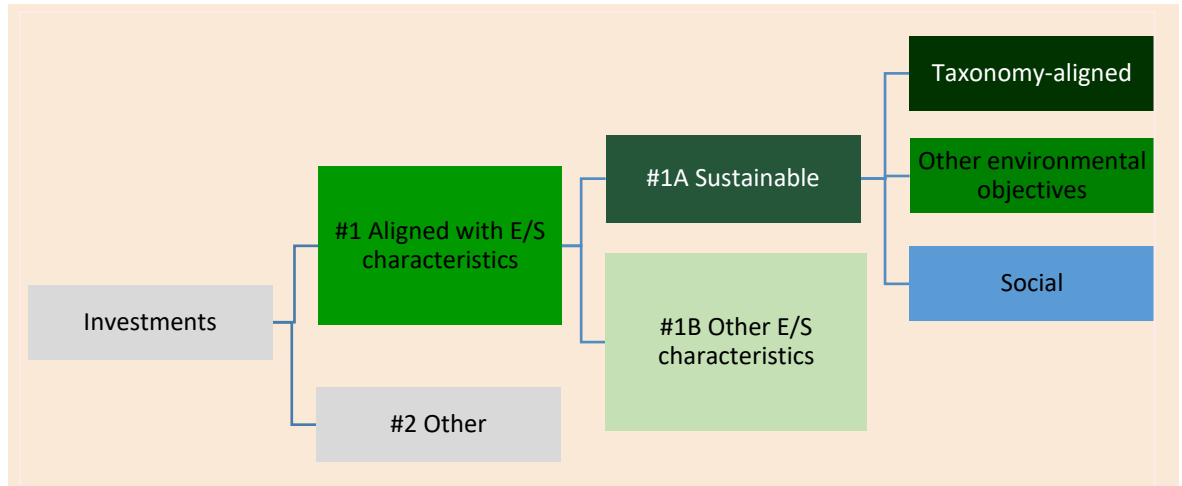 Investments
#1 Aligned with E/S
characteristics
#2 Other
#1A Sustainable
#1B Other E/S
characteristics
Taxonomy-aligned
Other environmental
objectives
Social